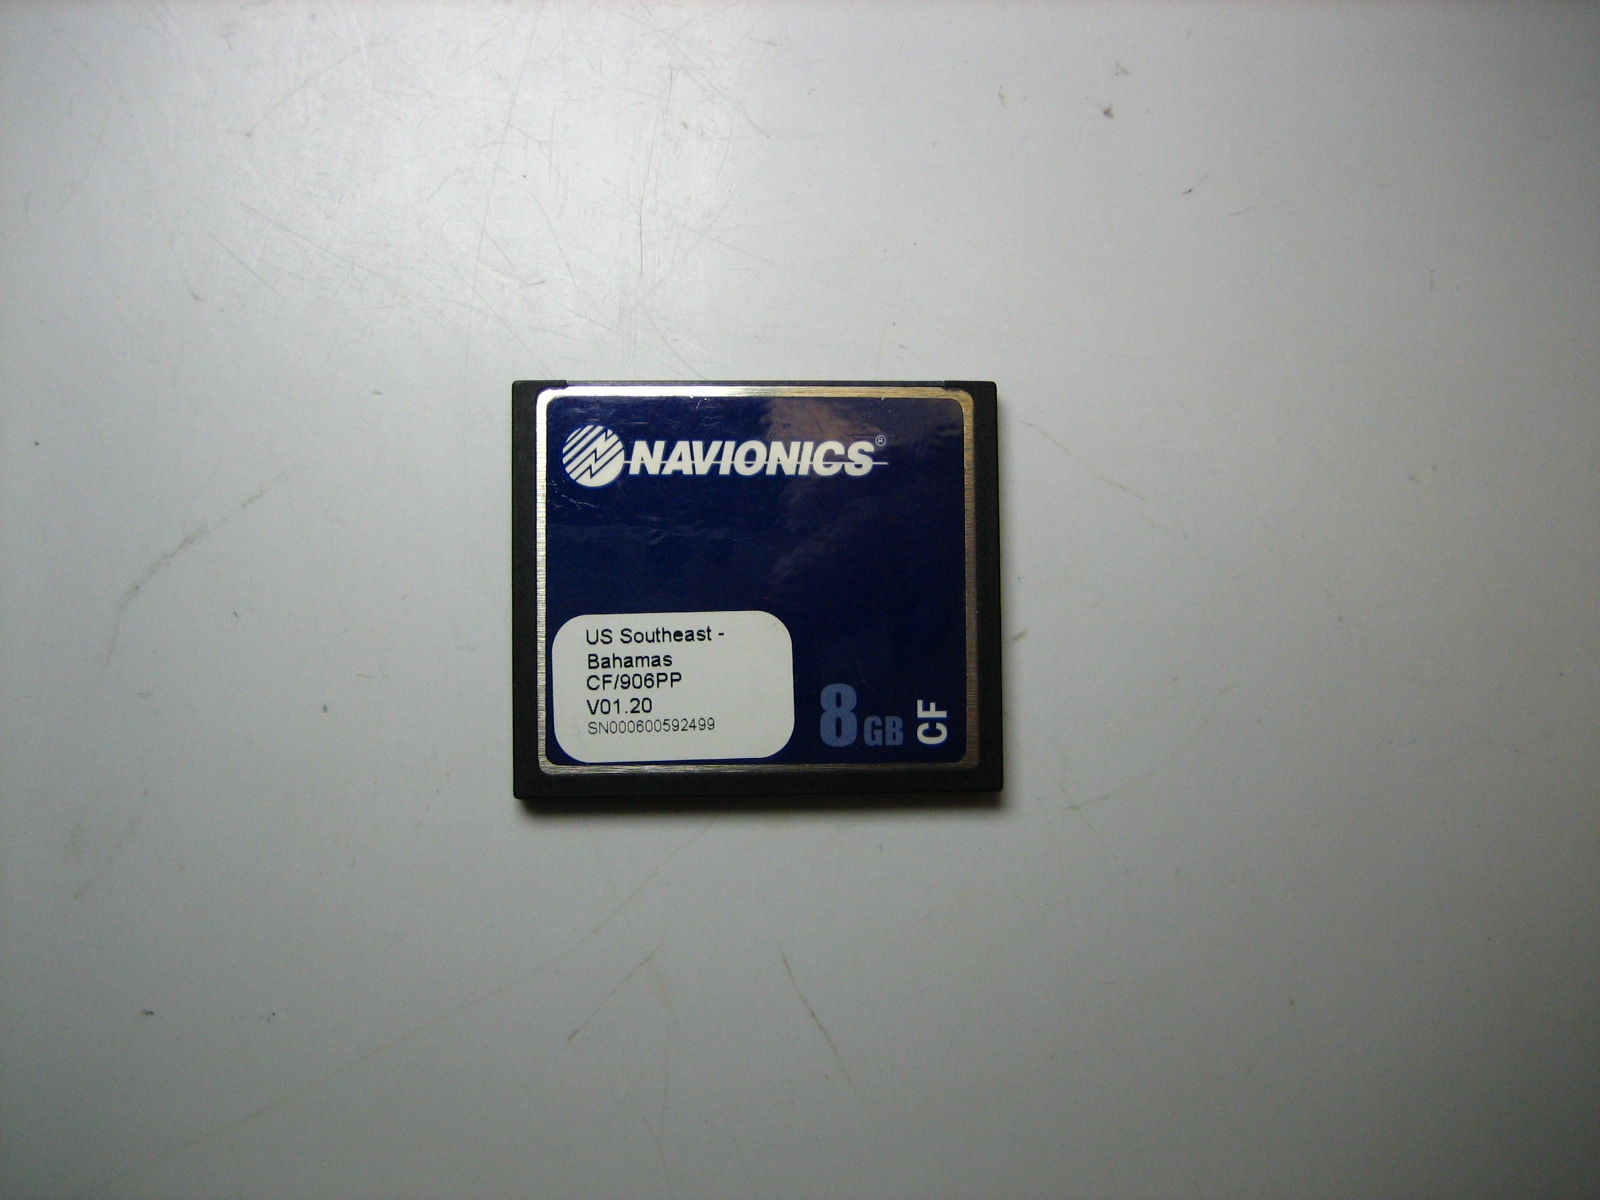 NAVIONICS®
US Southeast -
Bahamas
CF/906PP
V01.20
SN000600592499
8GB
CF